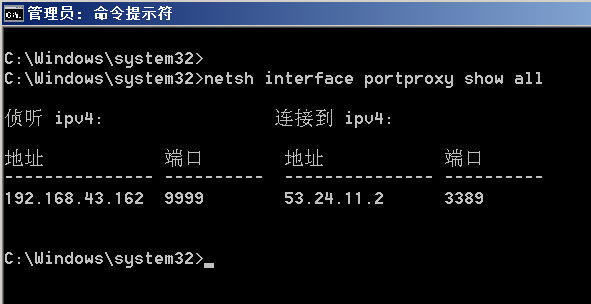 管理员: 命令提示符
C:\Windows\system32>
C:\Windows\system32>netsh interface portproxy show all
侦听 ipv4:                 连接到 ipv4:
地址            端口        地址            端口
--------------- ----------  --------------- ----------
192.168.43.162  9999        53.24.11.2      3389
C:\Windows\system32>_